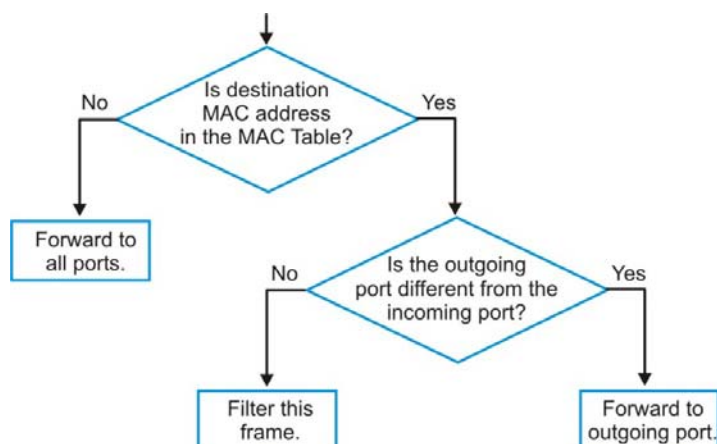 Is destination
MAC address
in the MAC Table?
No
Yes
Forward to
all ports.
Is the outgoing
port different from the
incoming port?
No
Yes
Filter this
frame.
Forward to
outgoing port.